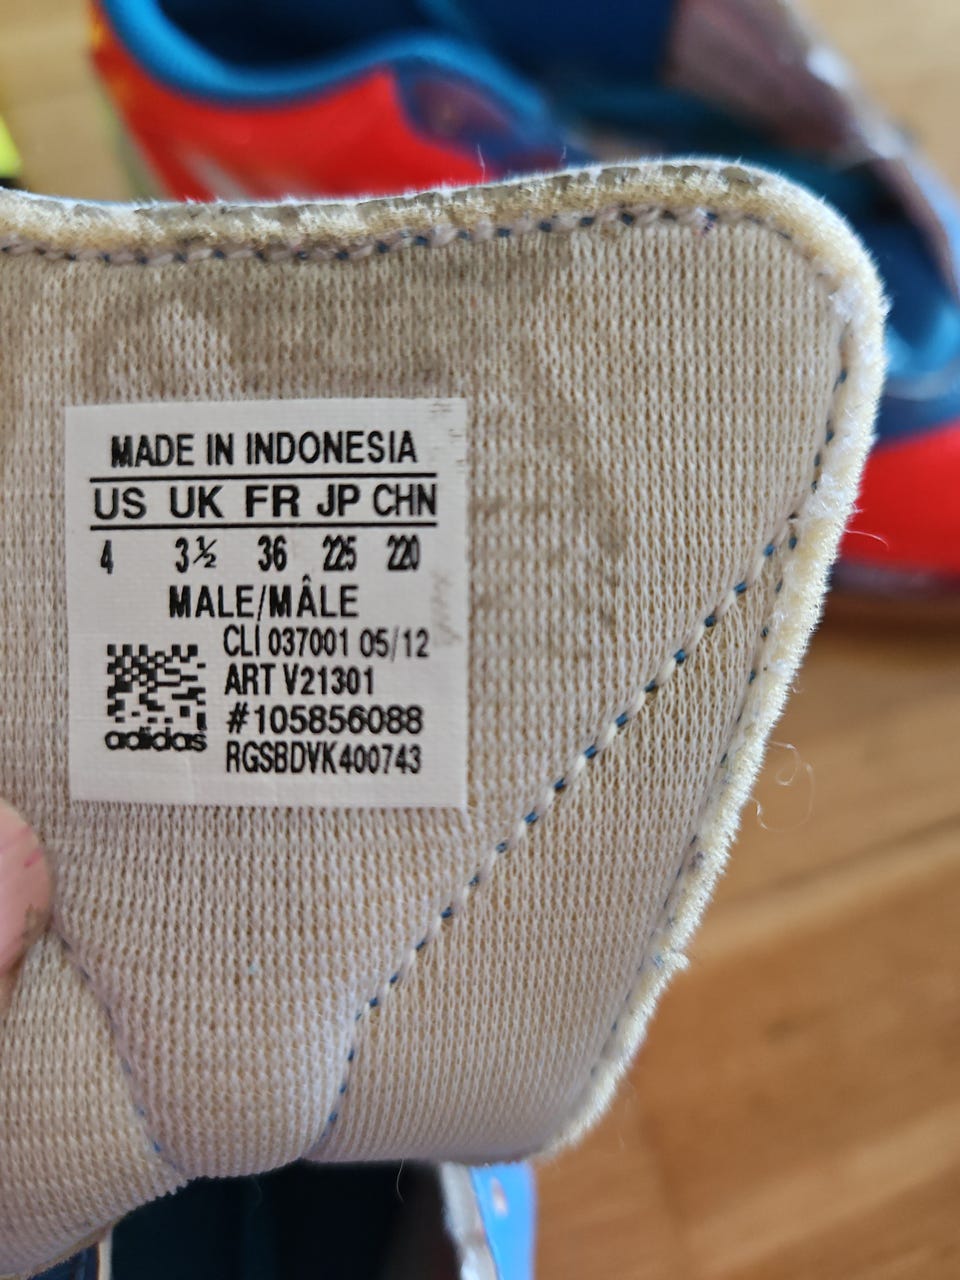 MADE IN INDONESIA
US UK FR JP CHN
4 3½ 36 225 220
MALE/MÂLE
CLI 037001 05/12
ART V21301
#105856088
RGSBDVK400743
adidas